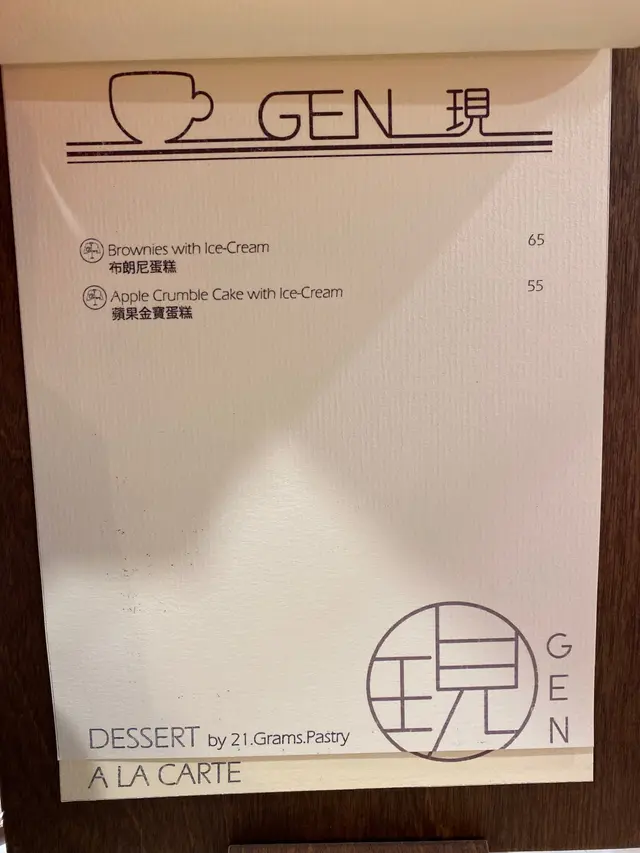 GEN 現
Brownies with Ice-Cream 65
布朗尼蛋糕
Apple Crumble Cake with Ice-Cream 55
蘋果金寶蛋糕
現
GEN
DESSERT by 21.Grams.Pastry
A LA CARTE